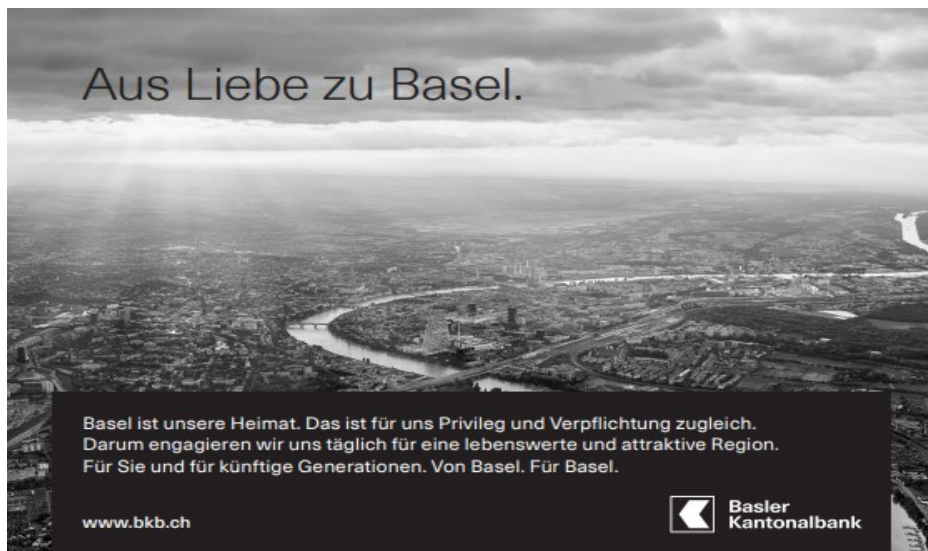 Aus Liebe zu Basel.
Basel ist unsere Heimat. Das ist für uns Privileg und Verpflichtung zugleich.
Darum engagieren wir uns täglich für eine lebenswerte und attraktive Region.
Für Sie und für künftige Generationen. Von Basel. Für Basel.
www.bkb.ch
Basler
Kantonalbank